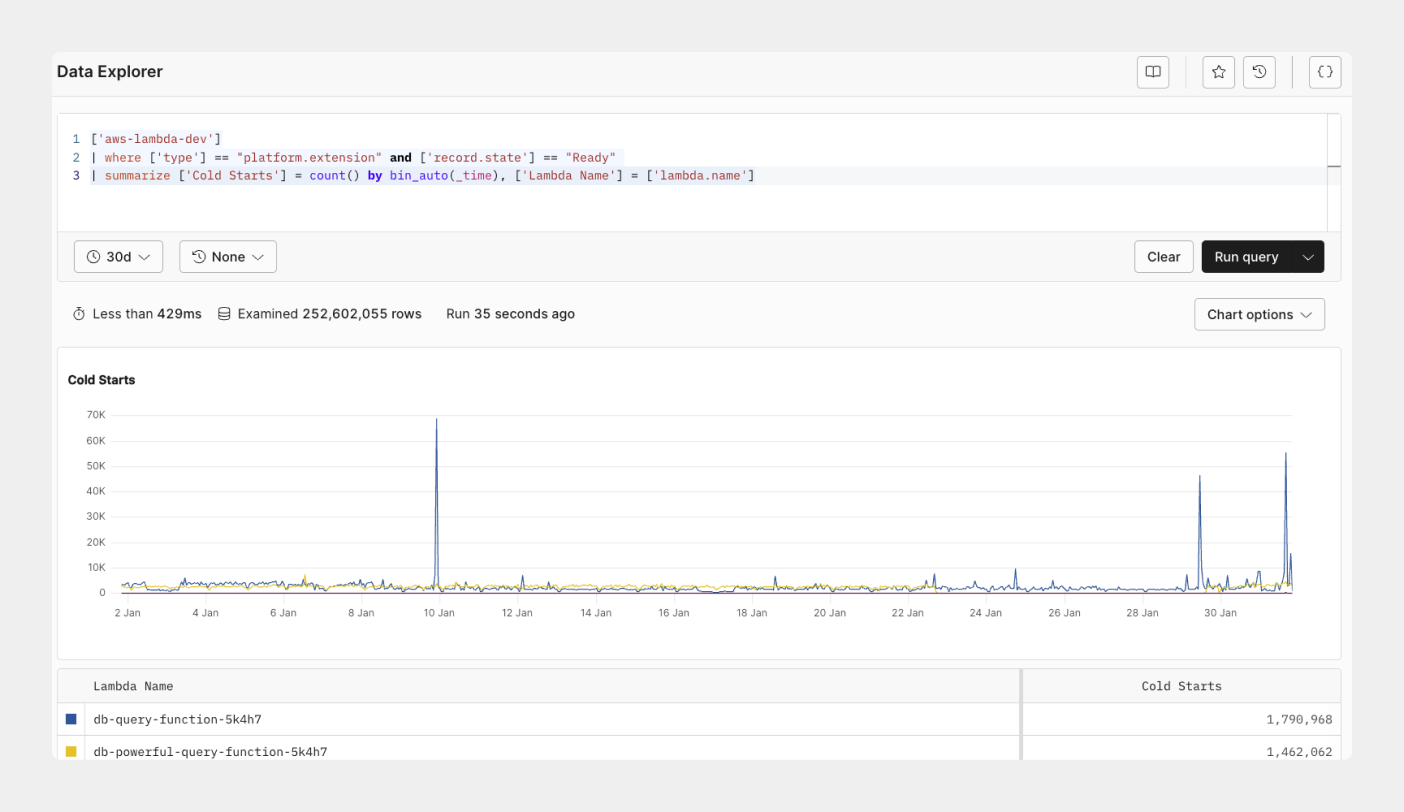 Data Explorer
1 ['aws-lambda-dev']
2 | where ['type'] == "platform.extension" and ['record.state'] == "Ready"
3 | summarize ['Cold Starts'] = count() by bin_auto(_time), ['Lambda Name'] = ['lambda.name']
30d None Clear Run query
Less than 429ms Examined 252,602,055 rows Run 35 seconds ago Chart options
Cold Starts
70K
60K
50K
40K
30K
20K
10K
0
2 Jan 4 Jan 6 Jan 8 Jan 10 Jan 12 Jan 14 Jan 16 Jan 18 Jan 20 Jan 22 Jan 24 Jan 26 Jan 28 Jan 30 Jan
Lambda Name Cold Starts
db-query-function-5k4h7 1,790,968
db-powerful-query-function-5k4h7 1,462,062